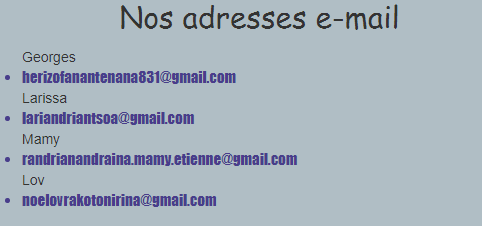 Nos adresses e-mail
Georges
herizofanantenana831@gmail.com
Larissa
lariandriantsoa@gmail.com
Mamy
randrianandraina.mamy.etienne@gmail.com
Lov
noelovrakotonirina@gmail.com